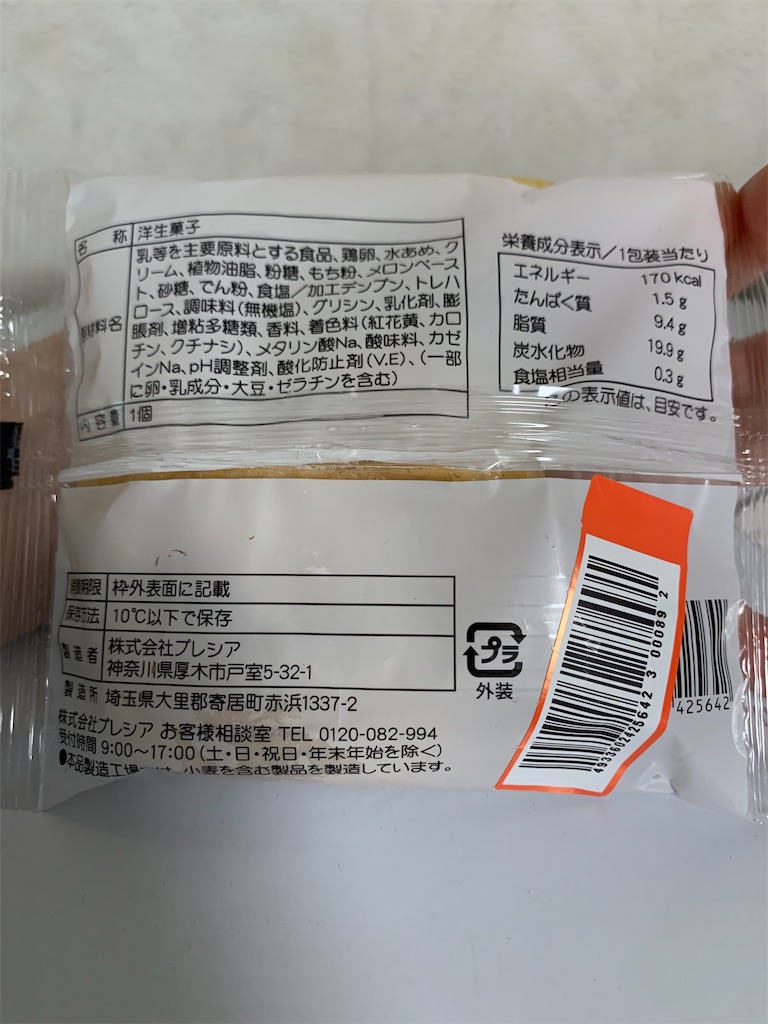 名称 洋生菓子
原材料名 乳等を主要原料とする食品、鶏卵、水あめ、ク
リーム、植物油脂、粉糖、もち粉、メロンペース
ト、砂糖、でん粉、食塩／加工デンプン、トレハ
ロース、調味料(無機塩)、グリシン、乳化剤、膨
脹剤、増粘多糖類、香料、着色料(紅花黄、カロ
チン、クチナシ)、メタリン酸Na、酸味料、カゼ
インNa、pH調整剤、酸化防止剤(V.E)、(一部
に卵・乳成分・大豆・ゼラチンを含む)
内容量 1個
栄養成分表示／1包装当たり
エネルギー 170kcal
たんぱく質 1.5g
脂質 9.4g
炭水化物 19.9g
食塩相当量 0.3g
の表示値は、目安です。
消費期限 枠外表面に記載
保存方法 10℃以下で保存
製造者 株式会社プレシア
神奈川県厚木市戸室5-32-1
製造所 埼玉県大里郡寄居町赤浜1337-2
株式会社プレシア お客様相談室 TEL 0120-082-994
受付時間 9:00〜17:00(土・日・祝日・年末年始を除く)
●本品製造工場では、小麦を含む製品を製造しています。
プラ
外装
4933602425642 3 00089 2
425642